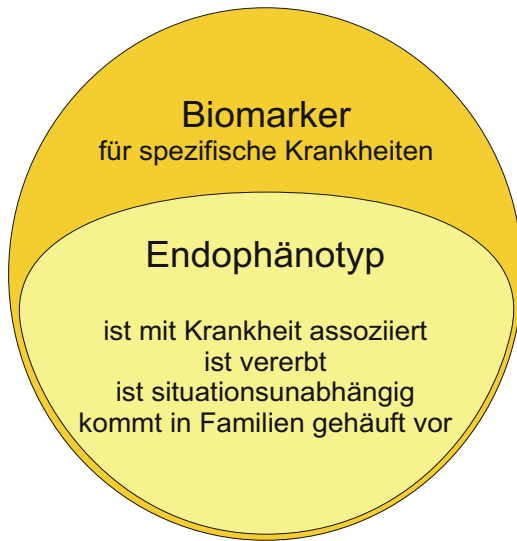 Biomarker
für spezifische Krankheiten
Endophänotyp
ist mit Krankheit assoziiert
ist vererbt
ist situationsunabhängig
kommt in Familien gehäuft vor